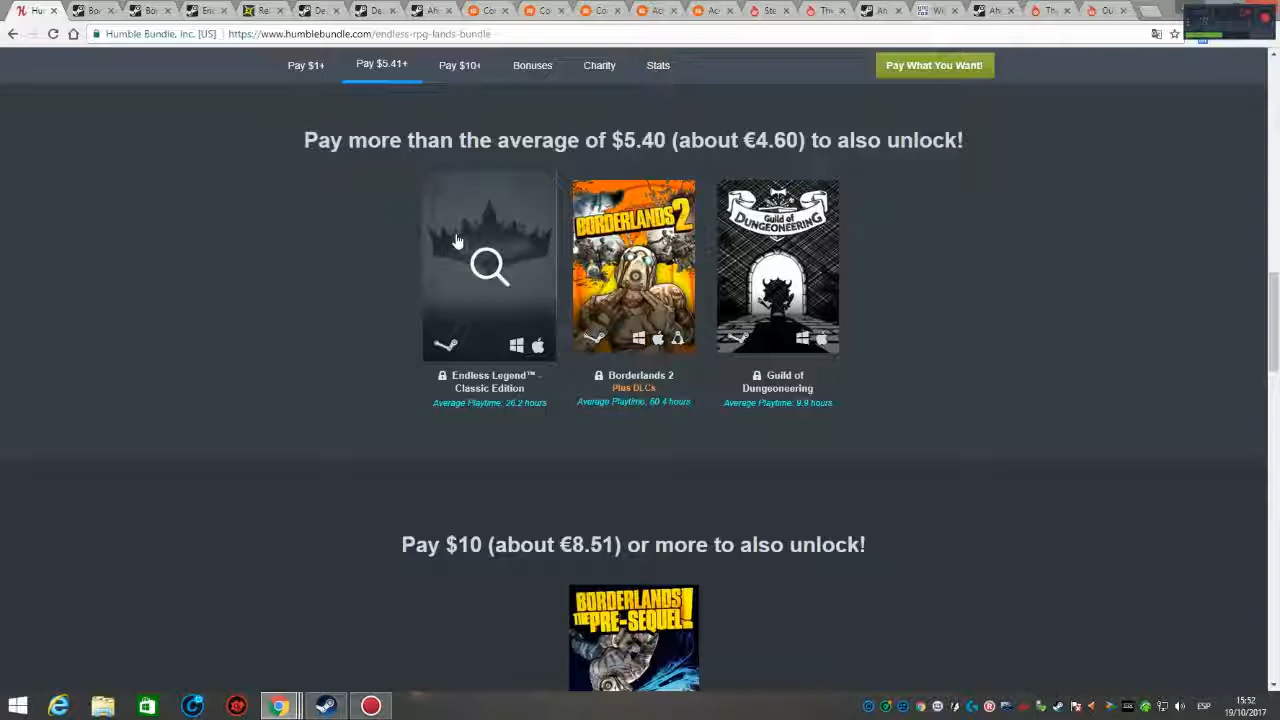 Humble Bundle, Inc. [US]
https://www.humblebundle.com/endless-rpg-lands-bundle
Pay $1+
Pay $5.41+
Pay $10+
Bonuses
Charity
Stats
Pay What You Want!
Pay more than the average of $5.40 (about €4.60) to also unlock!
BORDERLANDS 2
Guild of
DUNGEONEERING
Endless Legend™ -
Classic Edition
Average Playtime: 26.2 hours
Borderlands 2
Plus DLCs
Average Playtime: 60.4 hours
Guild of
Dungeoneering
Average Playtime: 9.9 hours
Pay $10 (about €8.51) or more to also unlock!
BORDERLANDS
THE PRE-SEQUEL!
ESP
15:52
19/10/2017